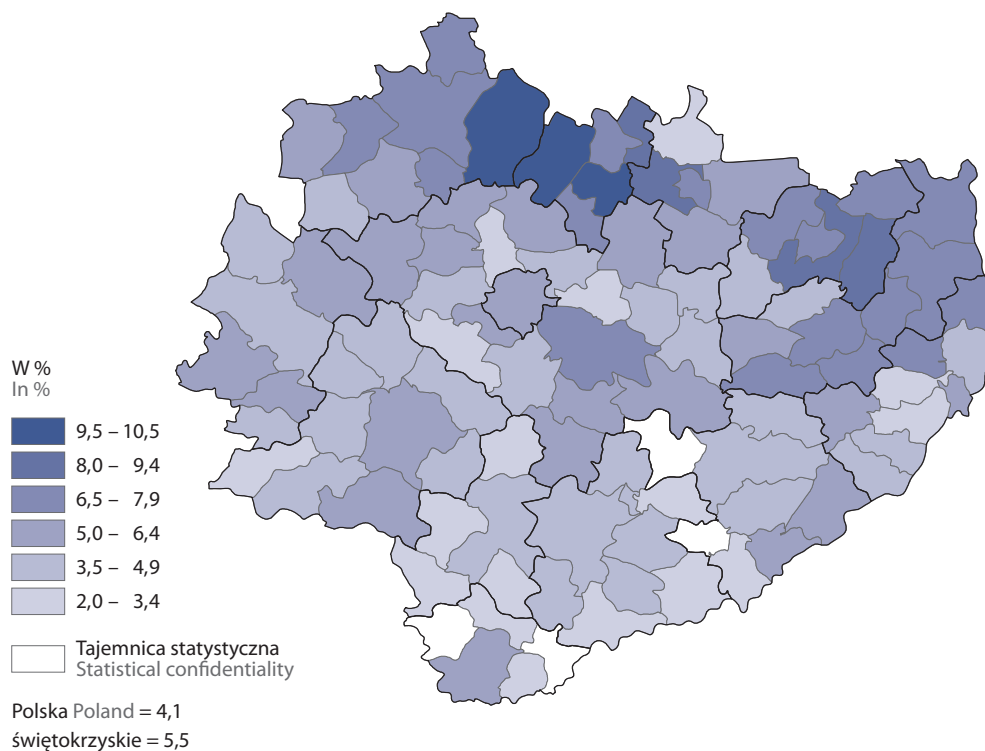 W %
In %
9,5 – 10,5
8,0 – 9,4
6,5 – 7,9
5,0 – 6,4
3,5 – 4,9
2,0 – 3,4
Tajemnica statystyczna
Statistical confidentiality
Polska Poland = 4,1
świętokrzyskie = 5,5